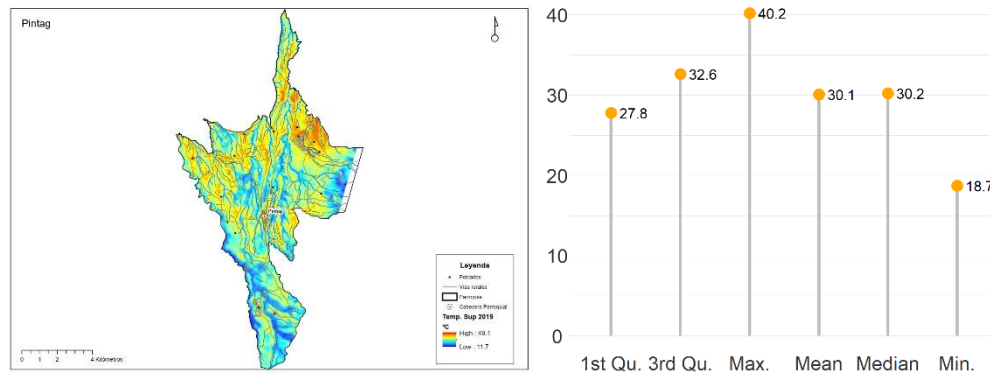 Pintag
Pintag
Leyenda
Poblados
Vías rurales
Parroquia
Cabecera Parroquial
Temp. Sup 2019
ºC
High : 49.1
Low : 11.7
0 1 2 4 Kilómetros
40
30
20
10
0
27.8
32.6
40.2
30.1
30.2
18.7
1st Qu. 3rd Qu. Max. Mean Median Min.